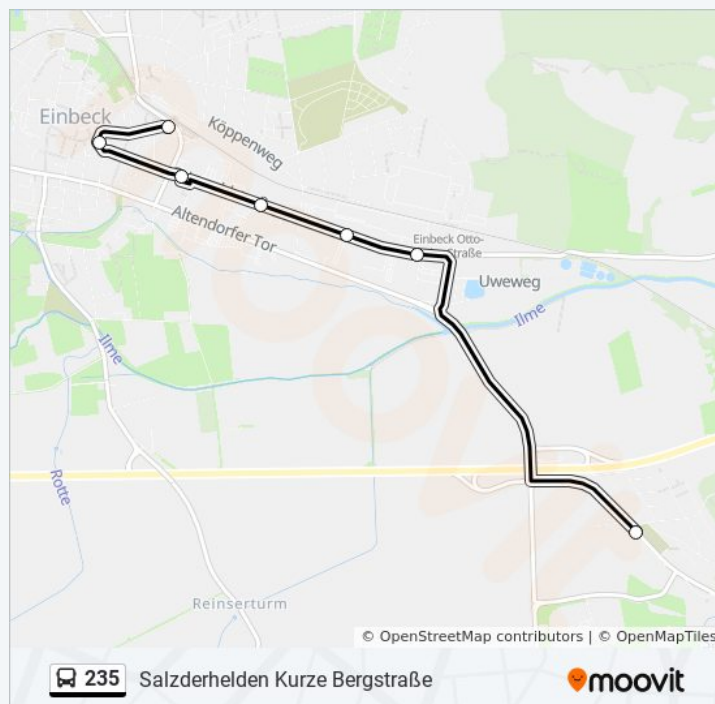 Einbeck
Köppenweg
Altendorfer Tor
Einbeck Otto-
Straße
Uweweg
Ilme
Ilme
Rotte
Reinserturm
© OpenStreetMap contributors | © OpenMapTiles
235 Salzderhelden Kurze Bergstraße
moovit